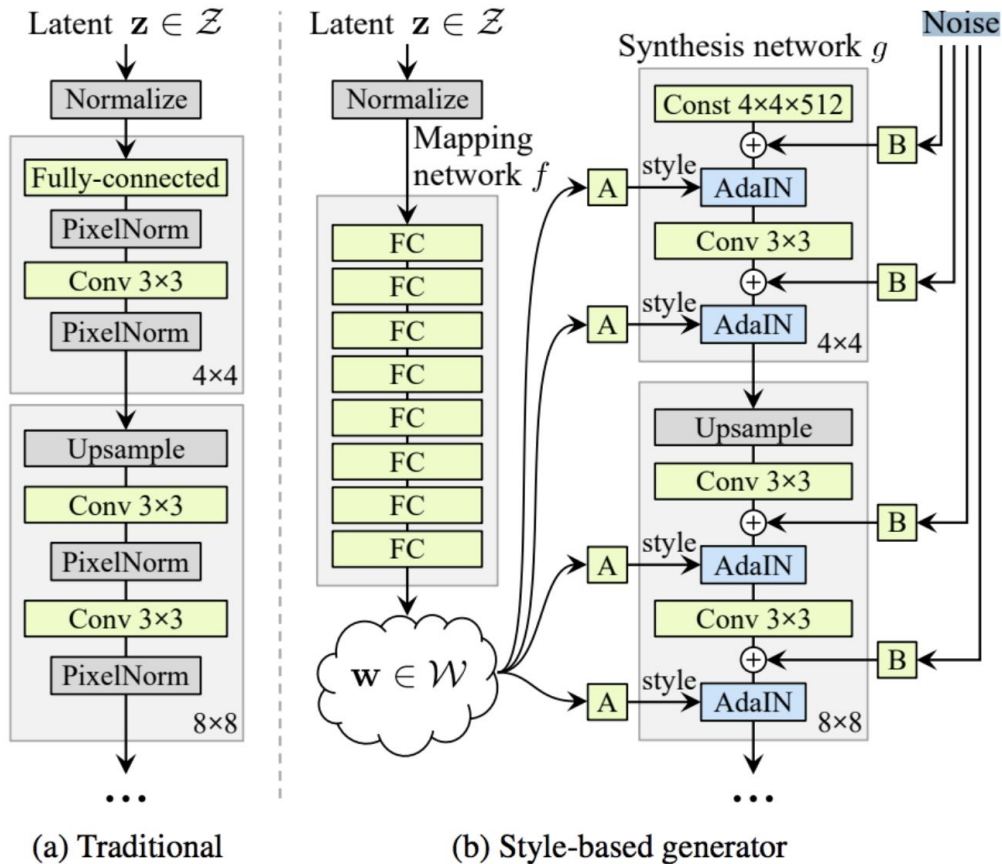 Latent z ∈ Z
Normalize
Fully-connected
PixelNorm
Conv 3×3
PixelNorm
4×4
Upsample
Conv 3×3
PixelNorm
Conv 3×3
PixelNorm
8×8
...
(a) Traditional
Latent z ∈ Z
Normalize
Mapping
network f
FC
FC
FC
FC
FC
FC
FC
FC
w ∈ W
A
style
A
style
A
style
A
style
Synthesis network g
Const 4×4×512
+
AdaIN
Conv 3×3
+
AdaIN
4×4
Upsample
Conv 3×3
+
AdaIN
Conv 3×3
+
AdaIN
8×8
...
Noise
B
B
B
B
(b) Style-based generator